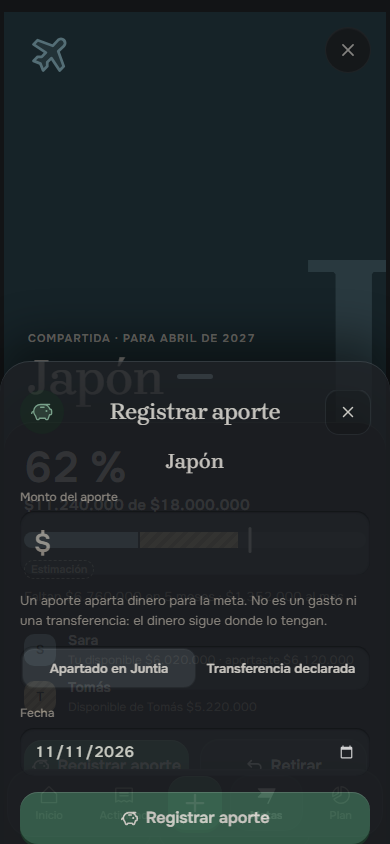 COMPARTIDA · PARA ABRIL DE 2027
Japón
Registrar aporte
Japón
62 %
Monto del aporte
$11.240.000 de $18.000.000
$
Estimación
Un aporte aparta dinero para la meta. No es un gasto ni
una transferencia: el dinero sigue donde lo tengan.
Sara
S
Apartado en Juntia
Transferencia declarada
Tomás
T
Disponible de Tomás $5.220.000
Fecha
11/11/2026
Registrar aporte
Retirar
Inicio
Plan
Registrar aporte